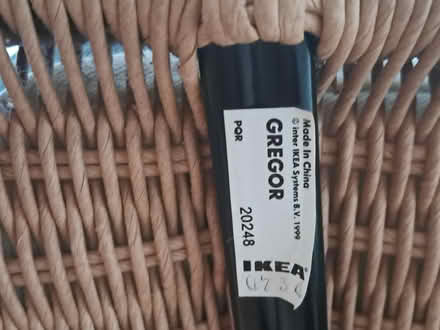 Made In China
© Inter IKEA Systems B.V. 1999
GREGOR
20248
PQR
IKEA®